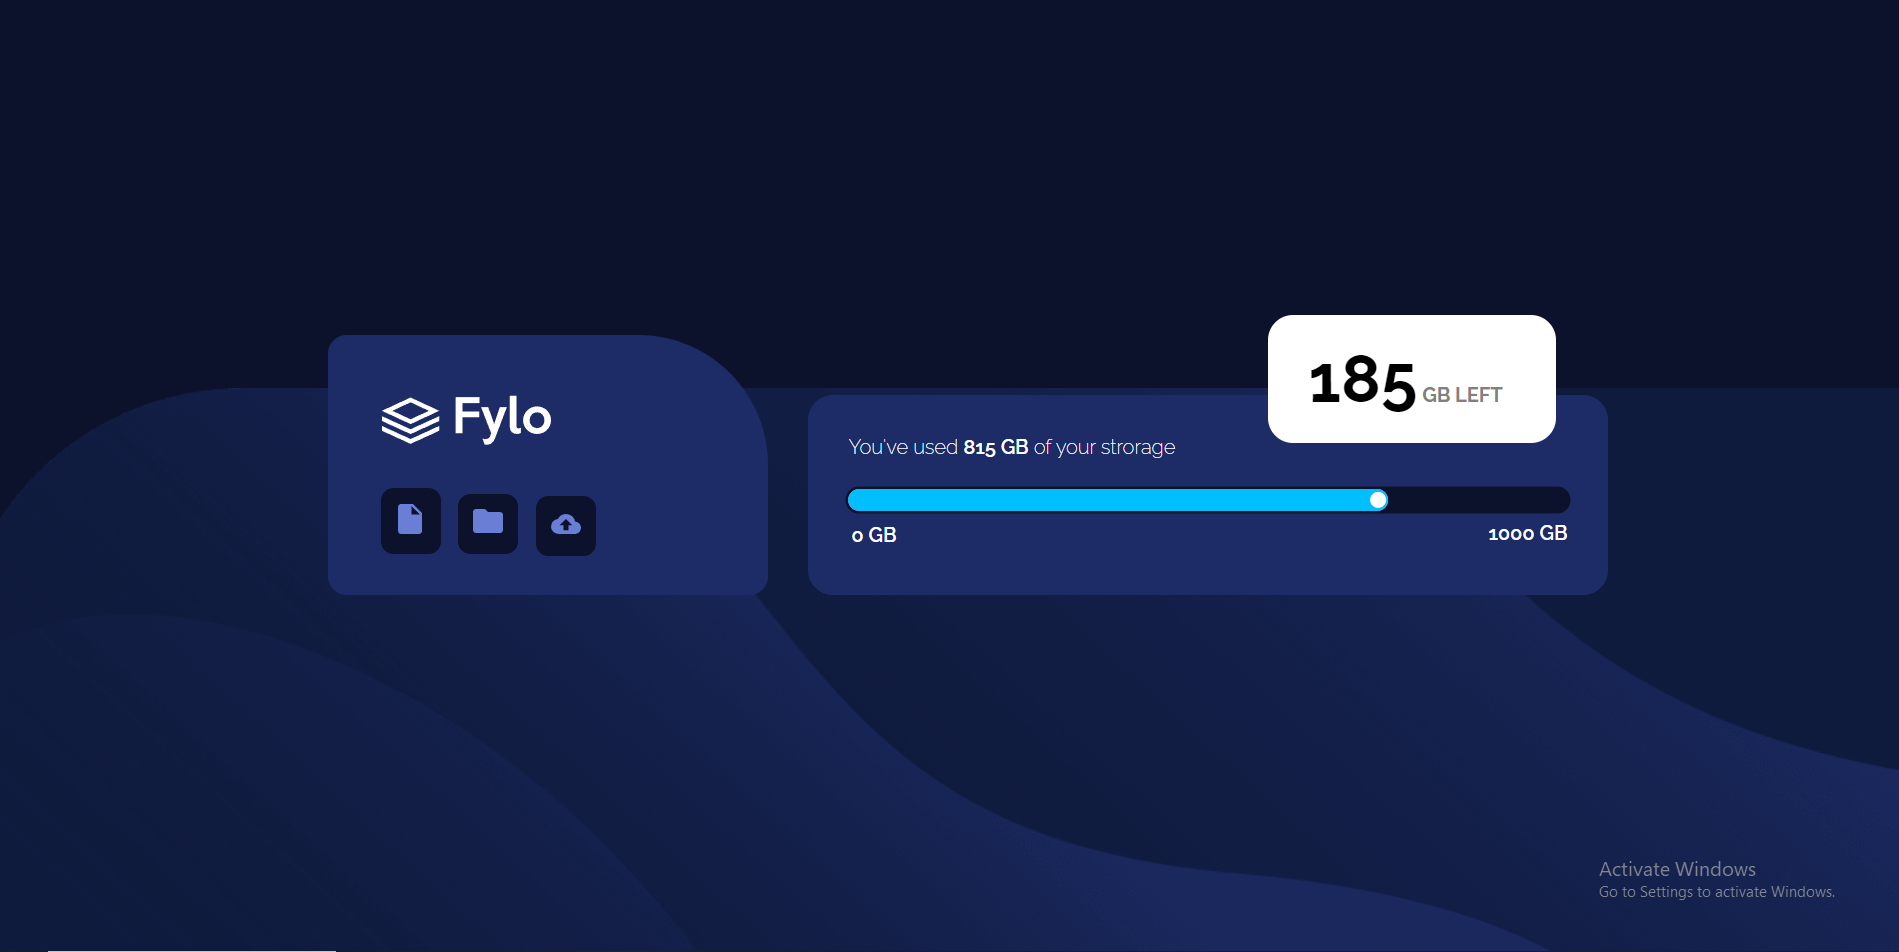 Fylo
185 GB LEFT
You've used 815 GB of your strorage
0 GB
1000 GB
Activate Windows
Go to Settings to activate Windows.